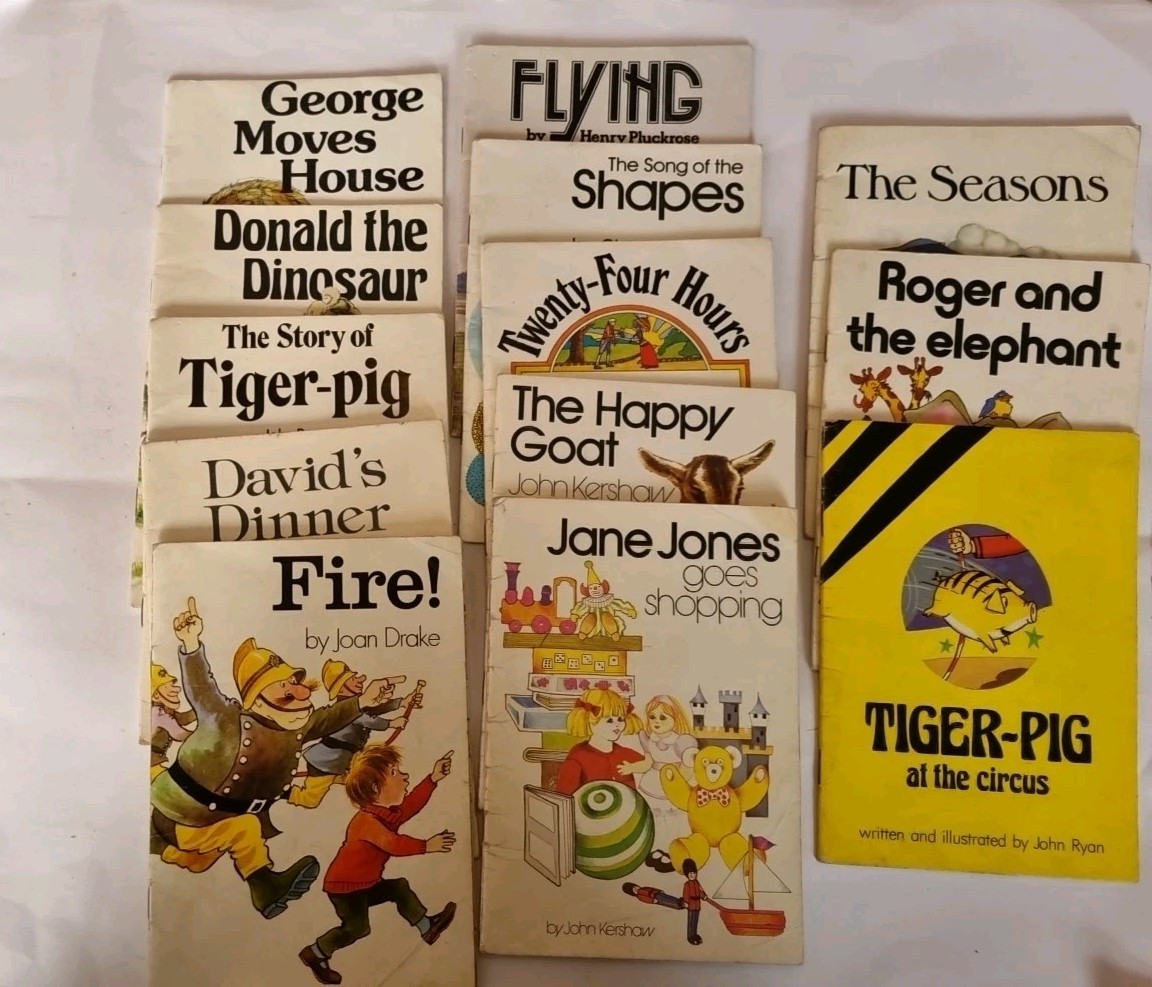 George
Moves
House
Donald the
Dinosaur
The Story of
Tiger-pig
David's
Dinner
Fire!
by Joan Drake
FLYING
by Henry Pluckrose
The Song of the
Shapes
Twenty-Four Hours
The Happy
Goat
John Kershaw
Jane Jones
goes
shopping
by John Kershaw
The Seasons
Roger and
the elephant
TIGER-PIG
at the circus
written and illustrated by John Ryan